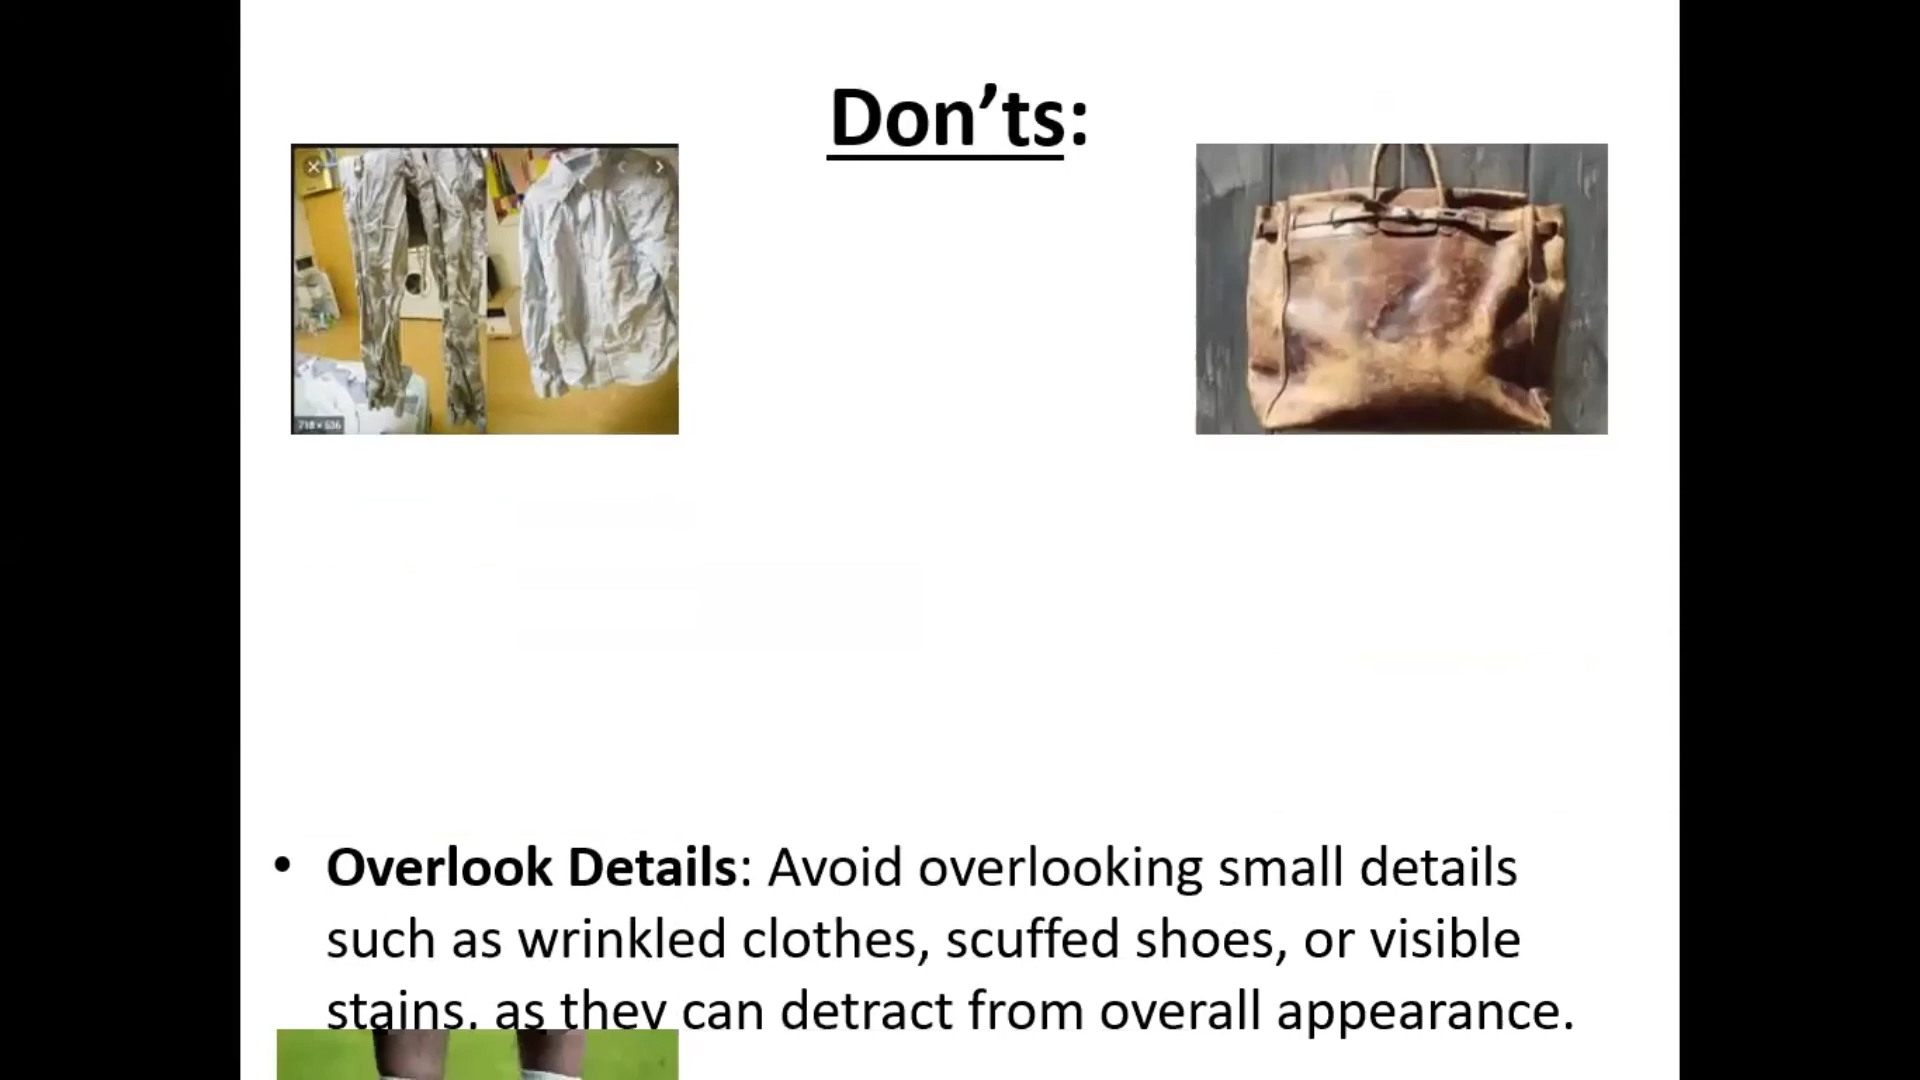 Don’ts:
718 × 636
• Overlook Details: Avoid overlooking small details
such as wrinkled clothes, scuffed shoes, or visible
stains, as they can detract from overall appearance.